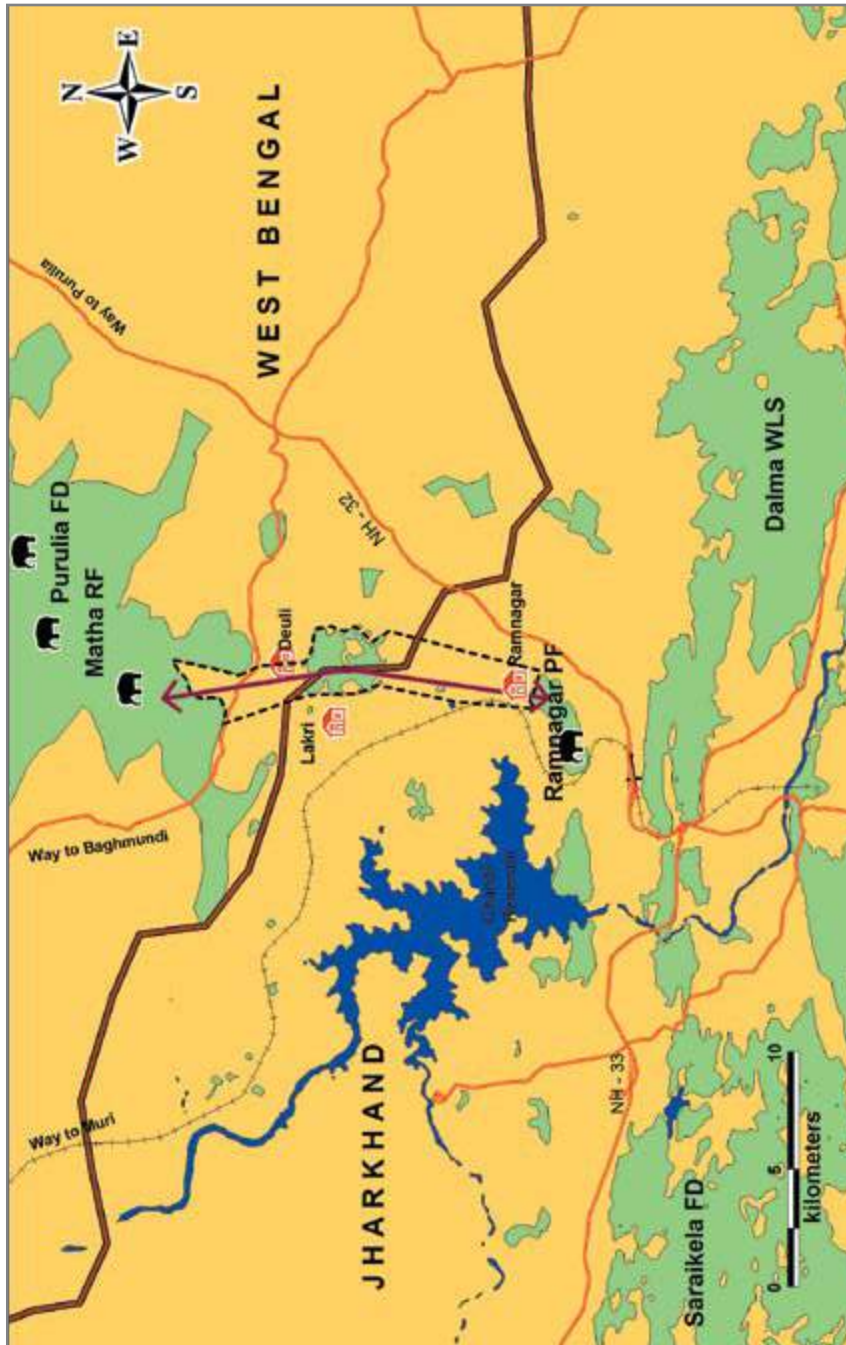 N
W E
S
Purulia FD
Matha RF
Way to Purulia
Way to Baghmundi
Way to Muri
WEST BENGAL
Deuli
Lakri
NH - 32
JHARKHAND
Ramnagar
Ramnagar PF
NH - 33
Dalma WLS
Saraikela FD
0 5 10
kilometers